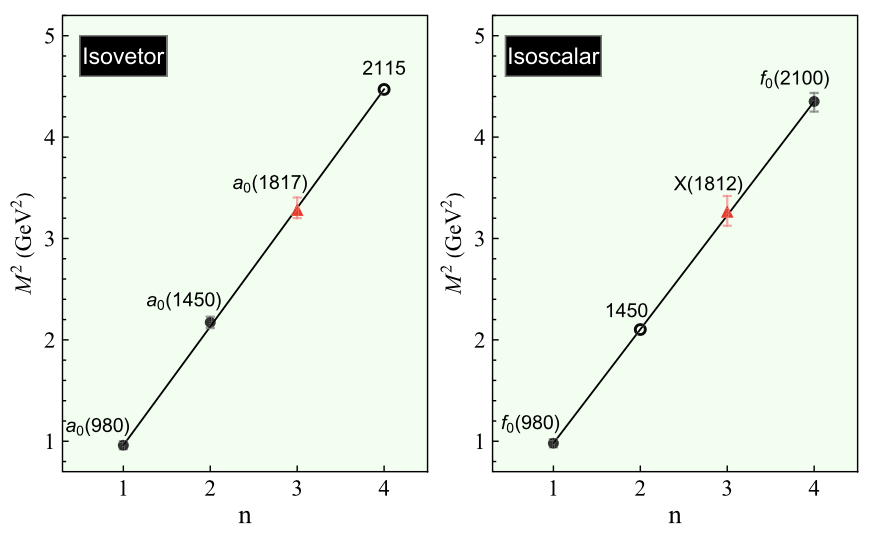 Isovetor
5
4
3
2
1
M² (GeV²)
2115
a₀(1817)
a₀(1450)
a₀(980)
1 2 3 4
n
Isoscalar
5
4
3
2
1
M² (GeV²)
f₀(2100)
X(1812)
1450
f₀(980)
1 2 3 4
n